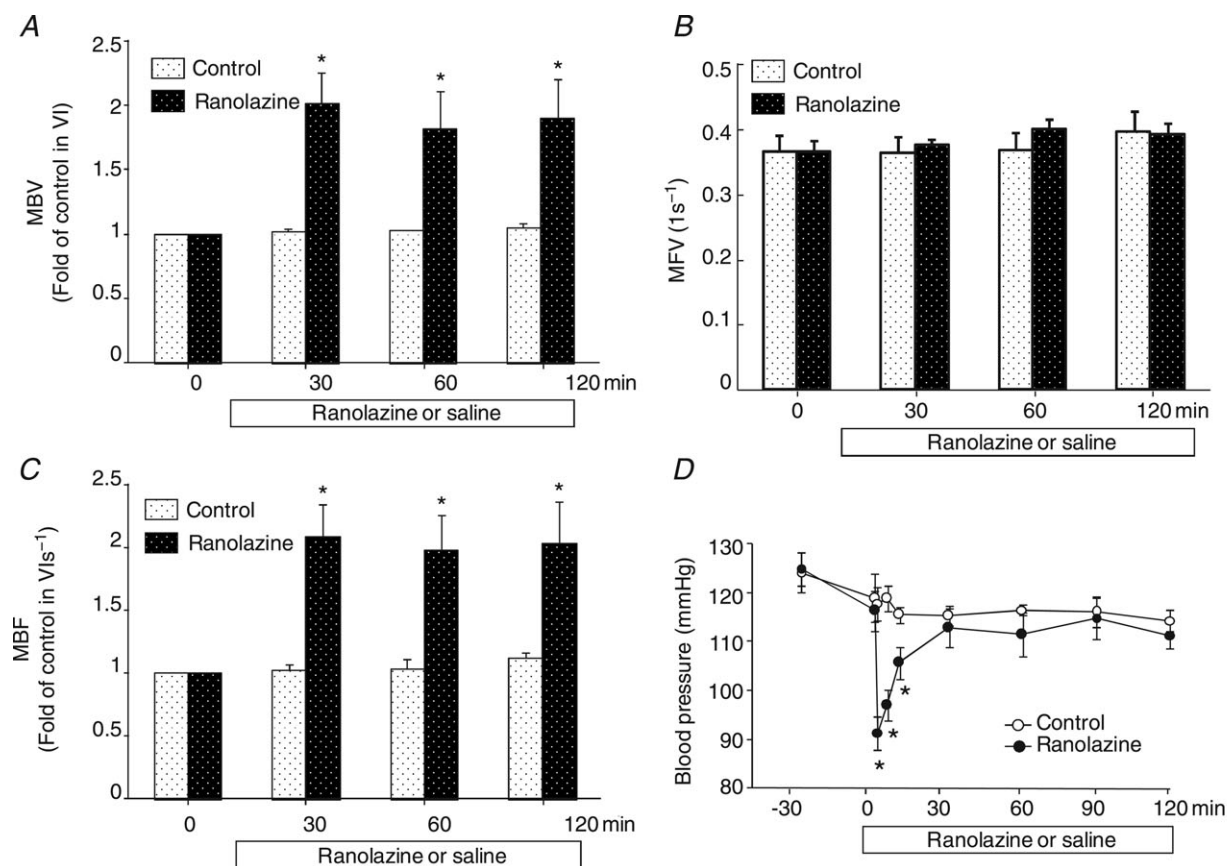 A
MBV
(Fold of control in VI)
2.5
2
1.5
1
0.5
0
Control
Ranolazine
* * *
0 30 60 120 min
Ranolazine or saline
B
MFV (1s⁻¹)
0.5
0.4
0.3
0.2
0.1
0
Control
Ranolazine
0 30 60 120 min
Ranolazine or saline
C
MBF
(Fold of control in VIs⁻¹)
2.5
2
1.5
1
0.5
0
Control
Ranolazine
* * *
0 30 60 120 min
Ranolazine or saline
D
Blood pressure (mmHg)
130
120
110
100
90
80
*
*
*
Control
Ranolazine
-30 0 30 60 90 120 min
Ranolazine or saline